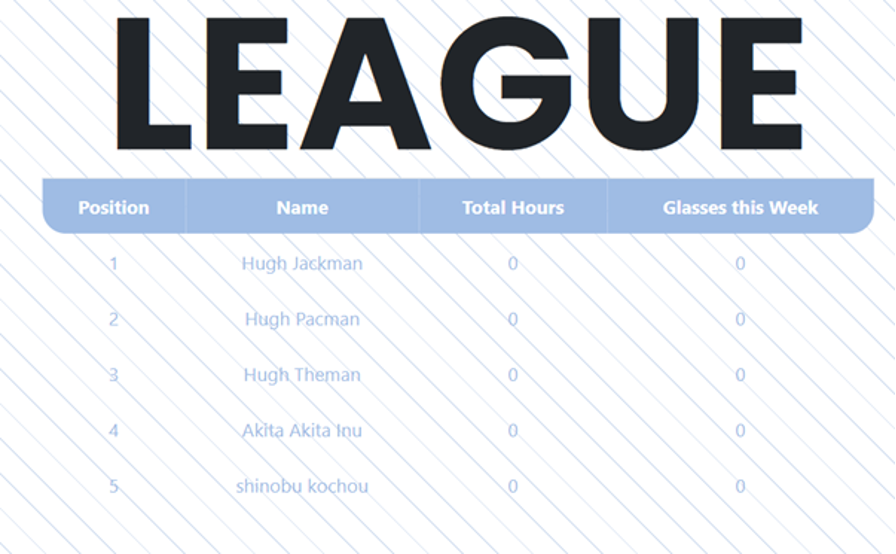 LEAGUE
Position Name Total Hours Glasses this Week
1 Hugh Jackman 0 0
2 Hugh Pacman 0 0
3 Hugh Theman 0 0
4 Akita Akita Inu 0 0
5 shinobu kochou 0 0